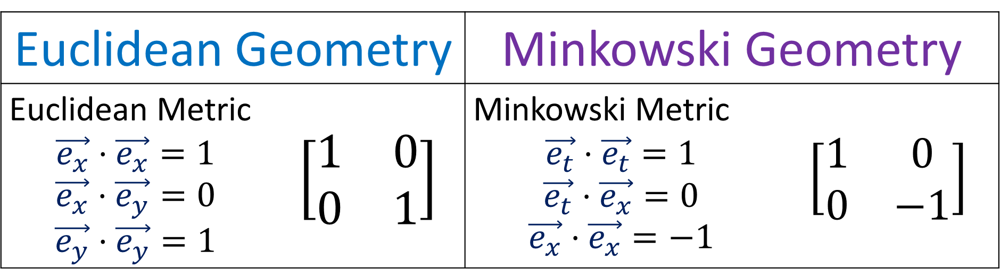 Euclidean Geometry
Minkowski Geometry
Euclidean Metric
$\overrightarrow{e_x} \cdot \overrightarrow{e_x} = 1$
$\overrightarrow{e_x} \cdot \overrightarrow{e_y} = 0$
$\overrightarrow{e_y} \cdot \overrightarrow{e_y} = 1$
$\begin{bmatrix} 1 & 0 \\ 0 & 1 \end{bmatrix}$
Minkowski Metric
$\overrightarrow{e_t} \cdot \overrightarrow{e_t} = 1$
$\overrightarrow{e_t} \cdot \overrightarrow{e_x} = 0$
$\overrightarrow{e_x} \cdot \overrightarrow{e_x} = -1$
$\begin{bmatrix} 1 & 0 \\ 0 & -1 \end{bmatrix}$